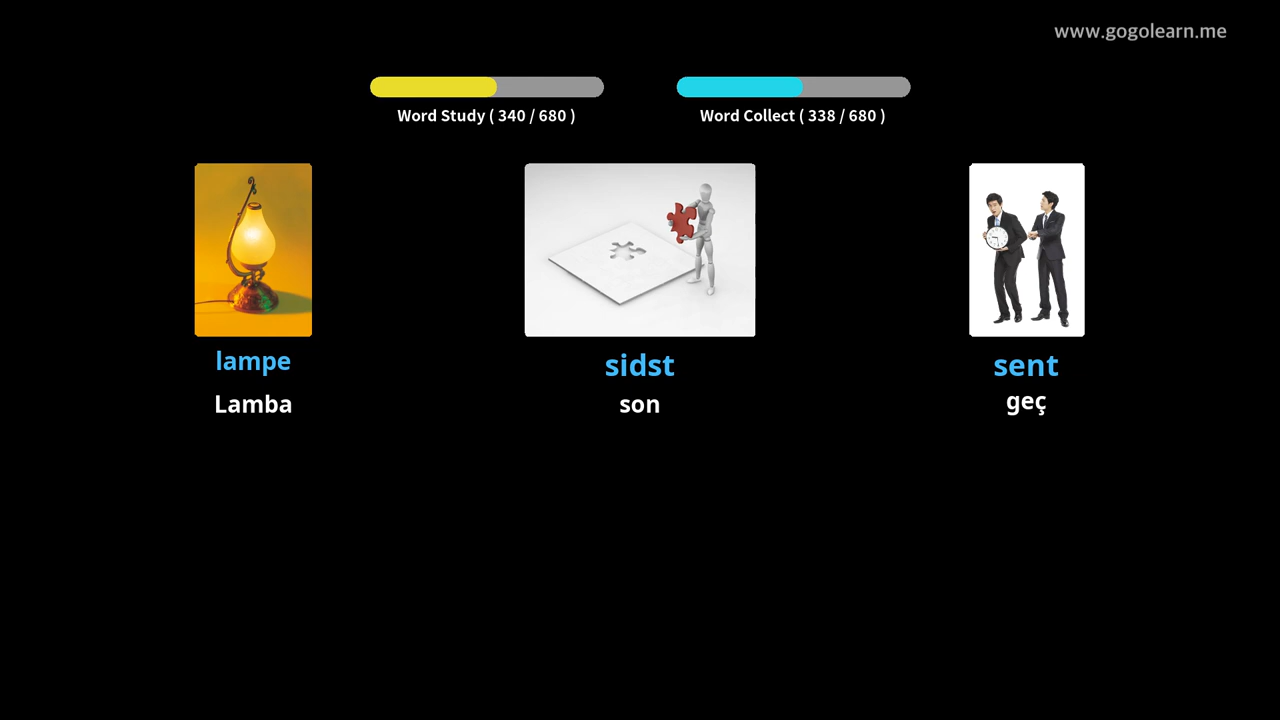 www.gogolearn.me
Word Study ( 340 / 680 )
Word Collect ( 338 / 680 )
lampe
Lamba
sidst
son
sent
geç